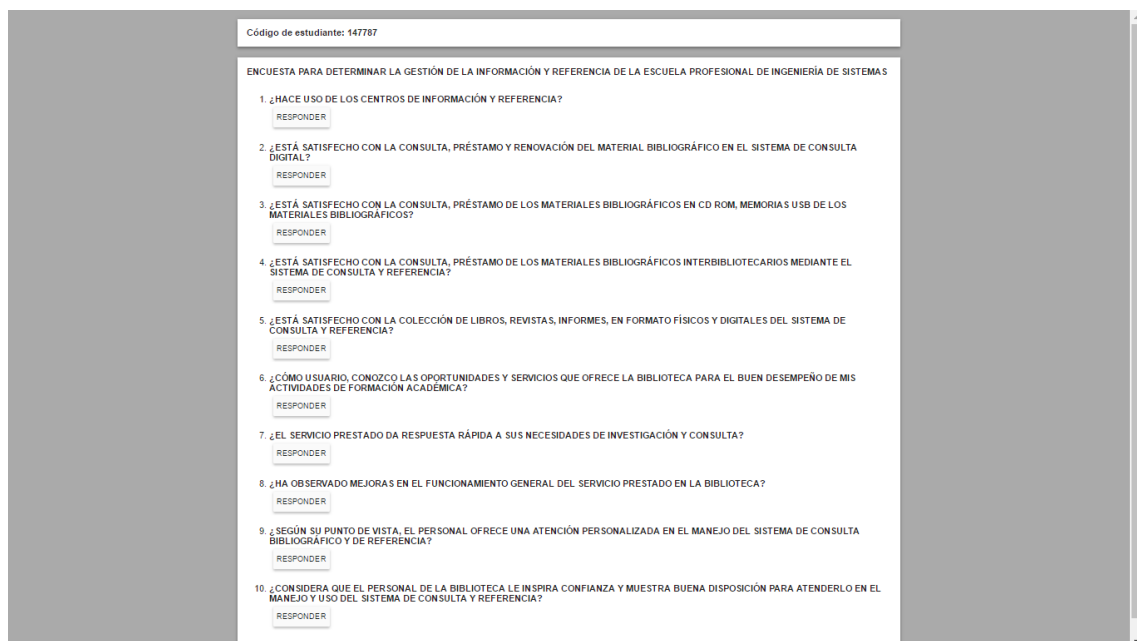 Código de estudiante: 147787
ENCUESTA PARA DETERMINAR LA GESTIÓN DE LA INFORMACIÓN Y REFERENCIA DE LA ESCUELA PROFESIONAL DE INGENIERÍA DE SISTEMAS
1. ¿HACE USO DE LOS CENTROS DE INFORMACIÓN Y REFERENCIA?
RESPONDER
2. ¿ESTÁ SATISFECHO CON LA CONSULTA, PRÉSTAMO Y RENOVACIÓN DEL MATERIAL BIBLIOGRÁFICO EN EL SISTEMA DE CONSULTA
DIGITAL?
RESPONDER
3. ¿ESTÁ SATISFECHO CON LA CONSULTA, PRÉSTAMO DE LOS MATERIALES BIBLIOGRÁFICOS EN CD ROM, MEMORIAS USB DE LOS
MATERIALES BIBLIOGRÁFICOS?
RESPONDER
4. ¿ESTÁ SATISFECHO CON LA CONSULTA, PRÉSTAMO DE LOS MATERIALES BIBLIOGRÁFICOS INTERBIBLIOTECARIOS MEDIANTE EL
SISTEMA DE CONSULTA Y REFERENCIA?
RESPONDER
5. ¿ESTÁ SATISFECHO CON LA COLECCIÓN DE LIBROS, REVISTAS, INFORMES, EN FORMATO FÍSICOS Y DIGITALES DEL SISTEMA DE
CONSULTA Y REFERENCIA?
RESPONDER
6. ¿CÓMO USUARIO, CONOZCO LAS OPORTUNIDADES Y SERVICIOS QUE OFRECE LA BIBLIOTECA PARA EL BUEN DESEMPEÑO DE MIS
ACTIVIDADES DE FORMACIÓN ACADÉMICA?
RESPONDER
7. ¿EL SERVICIO PRESTADO DA RESPUESTA RÁPIDA A SUS NECESIDADES DE INVESTIGACIÓN Y CONSULTA?
RESPONDER
8. ¿HA OBSERVADO MEJORAS EN EL FUNCIONAMIENTO GENERAL DEL SERVICIO PRESTADO EN LA BIBLIOTECA?
RESPONDER
9. ¿SEGÚN SU PUNTO DE VISTA, EL PERSONAL OFRECE UNA ATENCIÓN PERSONALIZADA EN EL MANEJO DEL SISTEMA DE CONSULTA
BIBLIOGRÁFICO Y DE REFERENCIA?
RESPONDER
10. ¿CONSIDERA QUE EL PERSONAL DE LA BIBLIOTECA LE INSPIRA CONFIANZA Y MUESTRA BUENA DISPOSICIÓN PARA ATENDERLO EN EL
MANEJO Y USO DEL SISTEMA DE CONSULTA Y REFERENCIA?
RESPONDER